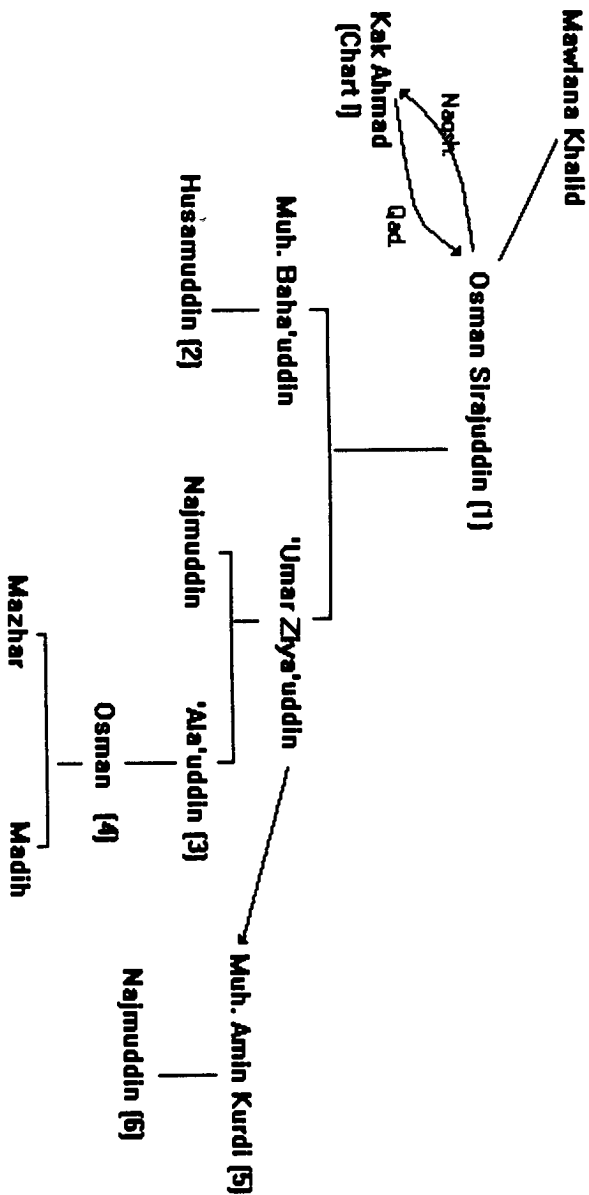 Mawlana Khalid
Kak Ahmad
(Chart I)
Naqsh.
Qad.
Osman Sirajuddin (1)
Muh. Baha'uddin
'Umar Ziya'uddin
Muh. Amin Kurdi (5)
Husamuddin (2)
Najmuddin
'Ala'uddin (3)
Najmuddin (6)
Osman (4)
Mazhar
Madih